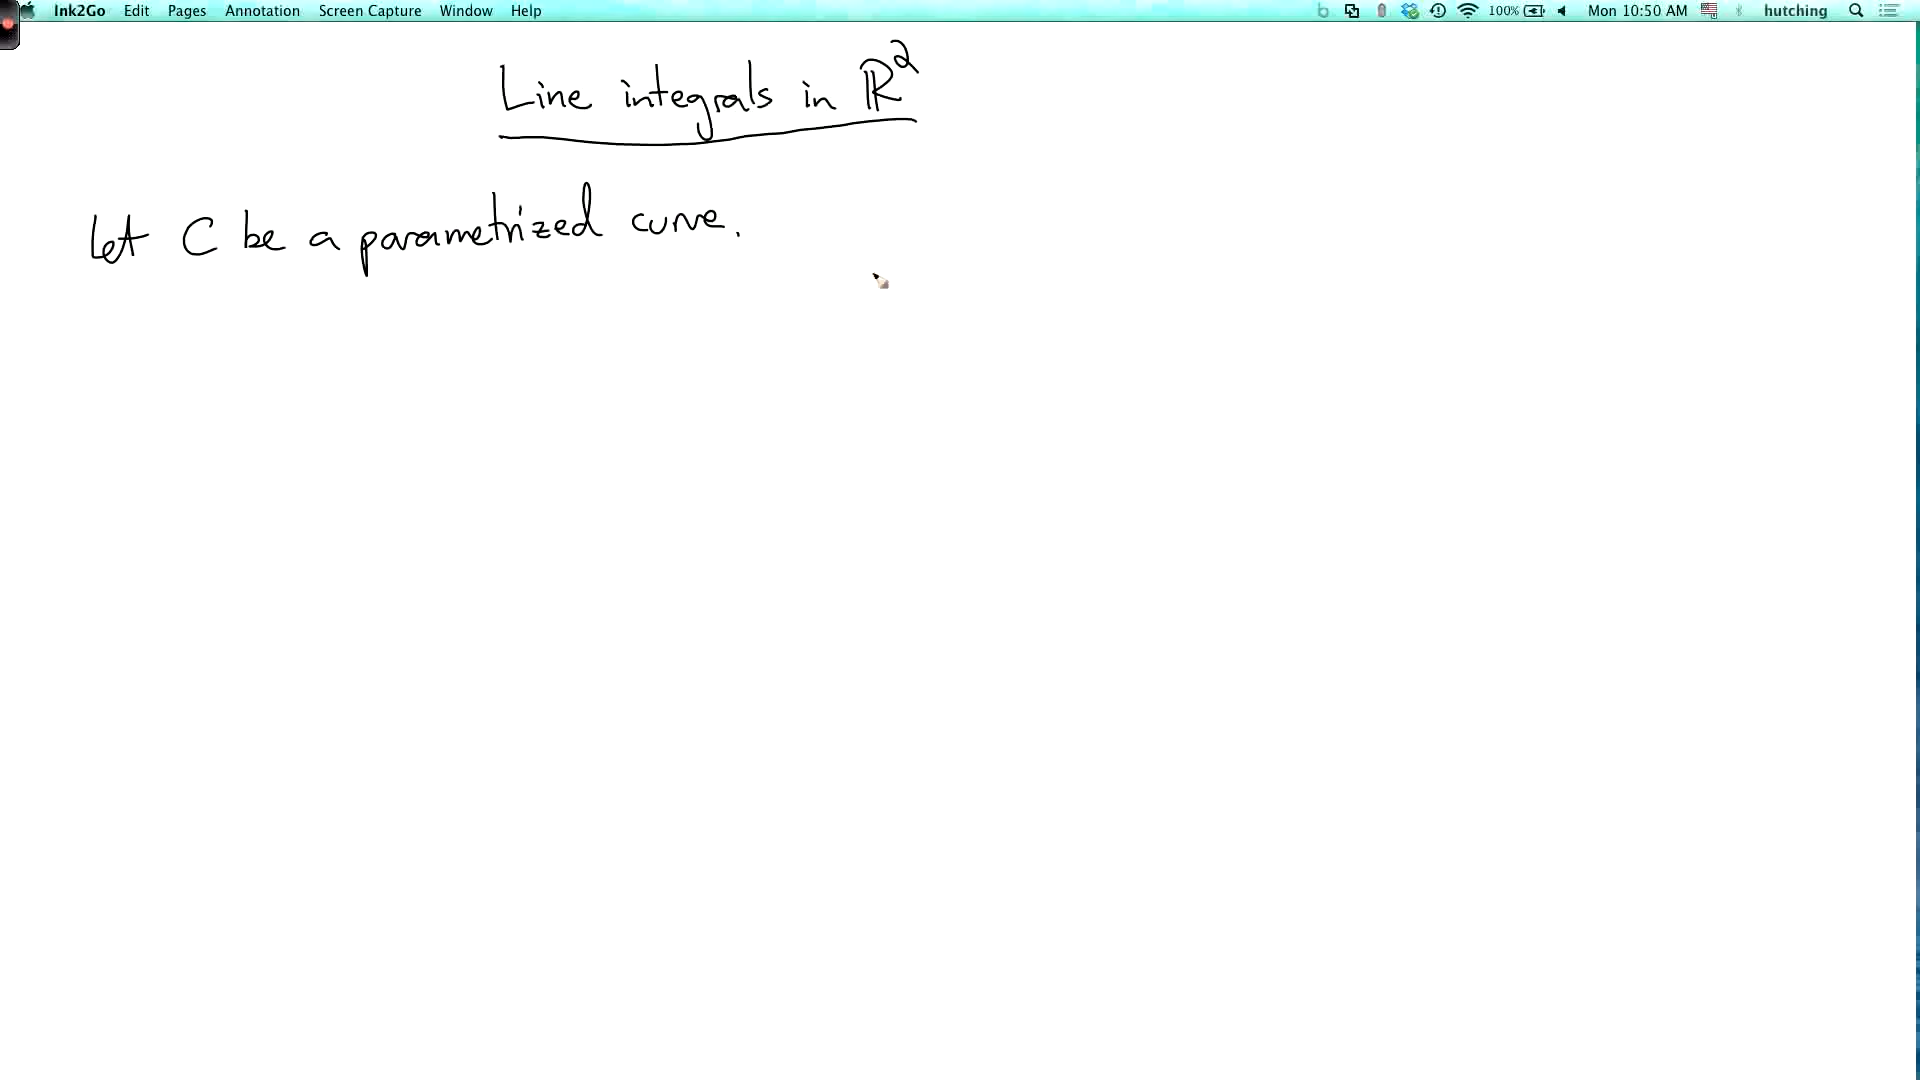 Ink2Go Edit Pages Annotation Screen Capture Window Help 100% Mon 10:50 AM hutching
Line integrals in ℝ²
Let C be a parametrized curve.